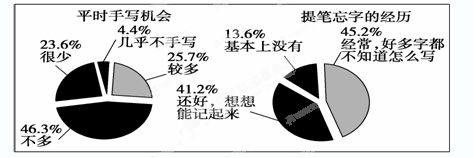 平时手写机会
4.4%
几乎不手写
23.6%
很少
25.7%
较多
46.3%
不多
提笔忘字的经历
13.6%
基本上没有
45.2%
经常，好多字都
不知道怎么写
41.2%
还好，想想
能记起来